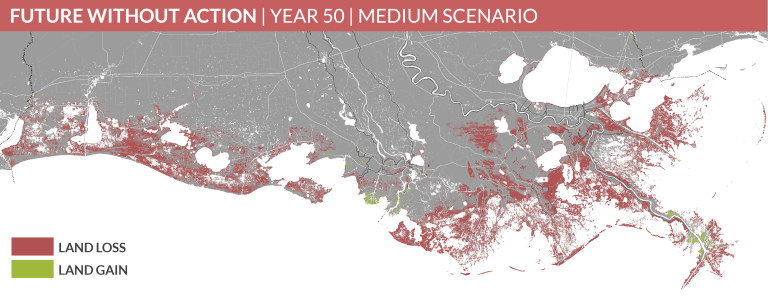 FUTURE WITHOUT ACTION | YEAR 50 | MEDIUM SCENARIO
LAND LOSS
LAND GAIN